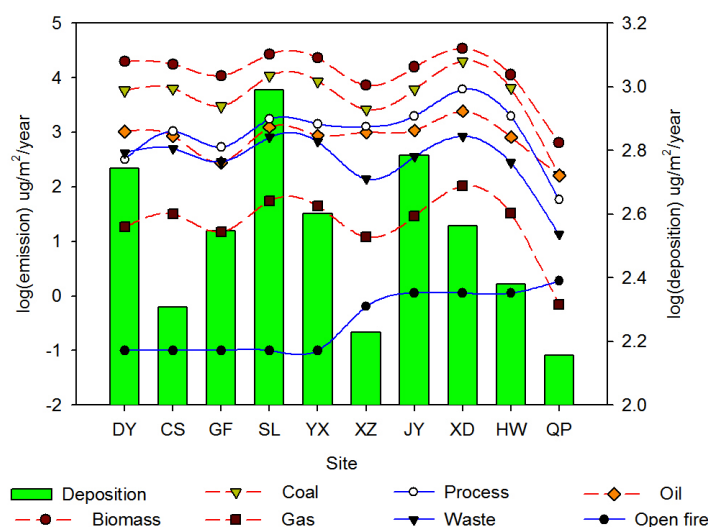 log(emission) ug/m²/year
5
4
3
2
1
0
-1
-2
3.2
3.0
2.8
2.6
2.4
2.2
2.0
log(deposition) ug/m²/year
DY CS GF SL YX XZ JY XD HW QP
Site
Deposition Coal Process Oil
Biomass Gas Waste Open fire